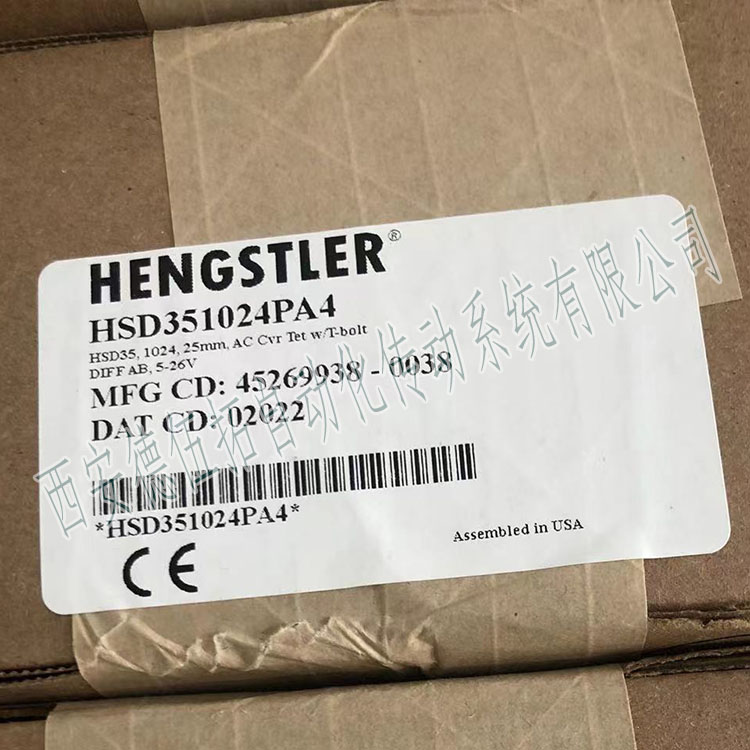 HENGSTLER®
HSD351024PA4
HSD35, 1024, 25mm, AC Cvr Tet w/T-bolt
DIFF AB, 5-26V
MFG CD: 45269938 - 0038
DAT CD: 02022
*HSD351024PA4*
Assembled in USA
CE
西安德伍拓自动化传动系统有限公司